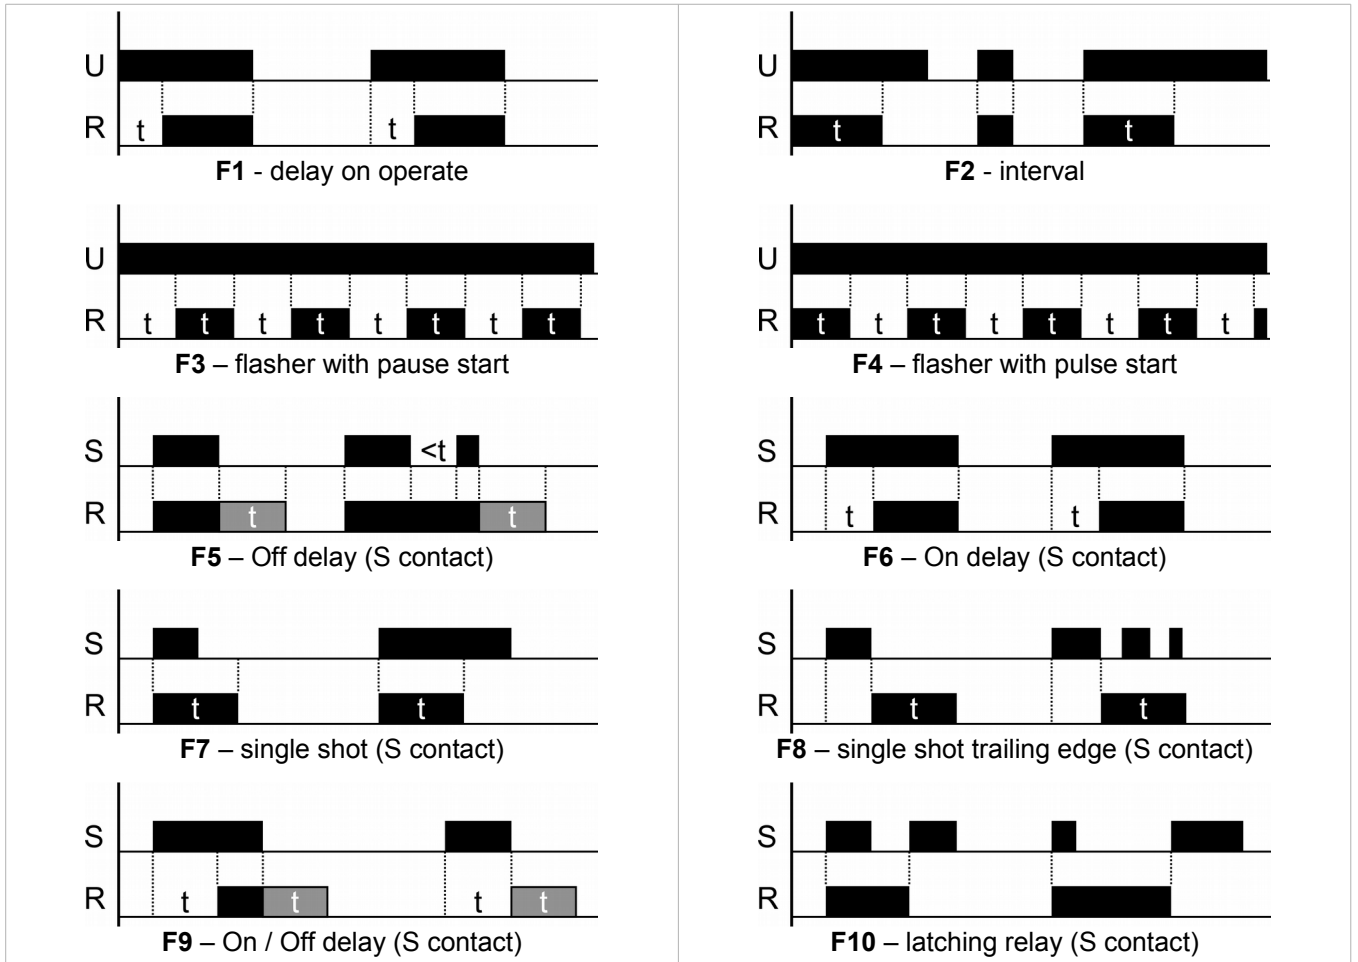 U
R t t
F1 - delay on operate
U
R t t
F2 - interval
U
R t t t t t t t t
F3 – flasher with pause start
U
R t t t t t t t t
F4 – flasher with pulse start
S <t
R t t
F5 – Off delay (S contact)
S
R t t
F6 – On delay (S contact)
S
R t t
F7 – single shot (S contact)
S
R t t
F8 – single shot trailing edge (S contact)
S
R t t t t
F9 – On / Off delay (S contact)
S
R
F10 – latching relay (S contact)